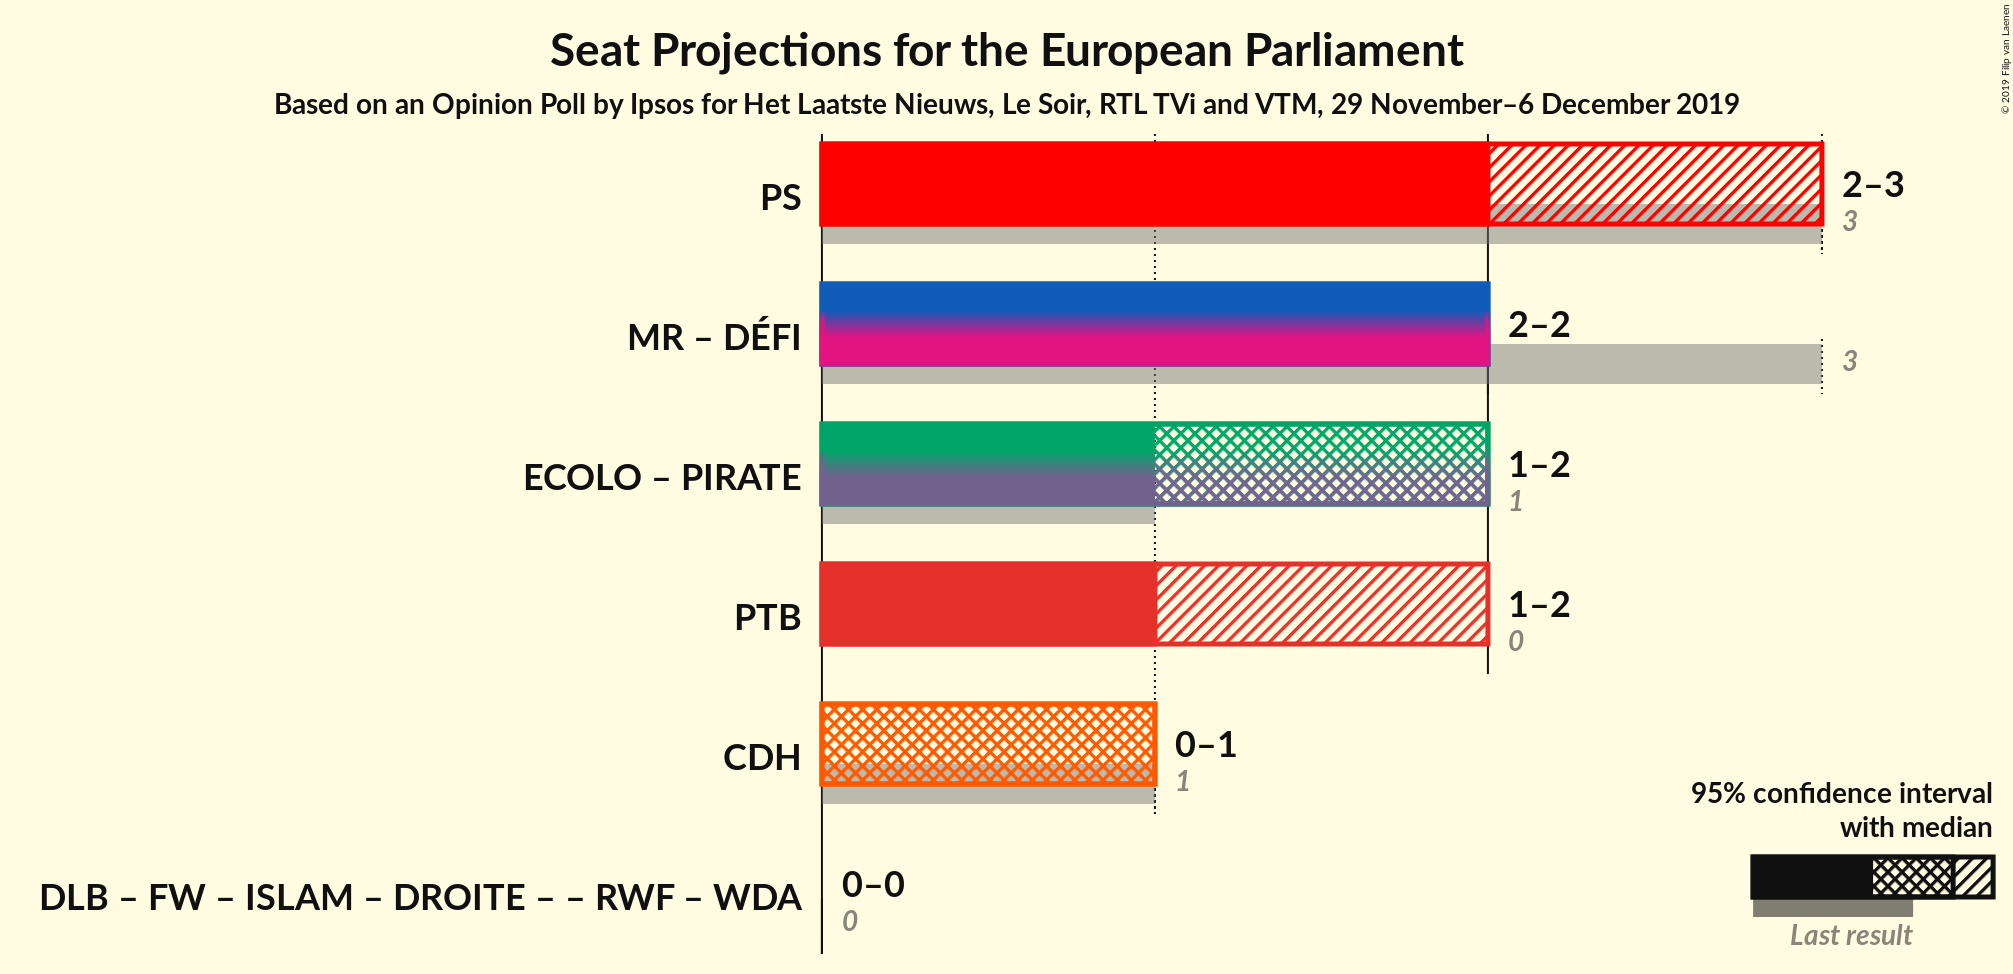 Seat Projections for the European Parliament
Based on an Opinion Poll by Ipsos for Het Laatste Nieuws, Le Soir, RTL TVi and VTM, 29 November–6 December 2019
© 2019 Filip van Laenen
PS
2–3
3
MR – DÉFI
2–2
3
ECOLO – PIRATE
1–2
1
PTB
1–2
0
CDH
0–1
1
DLB – FW – ISLAM – DROITE – – RWF – WDA
0–0
0
95% confidence interval
with median
Last result